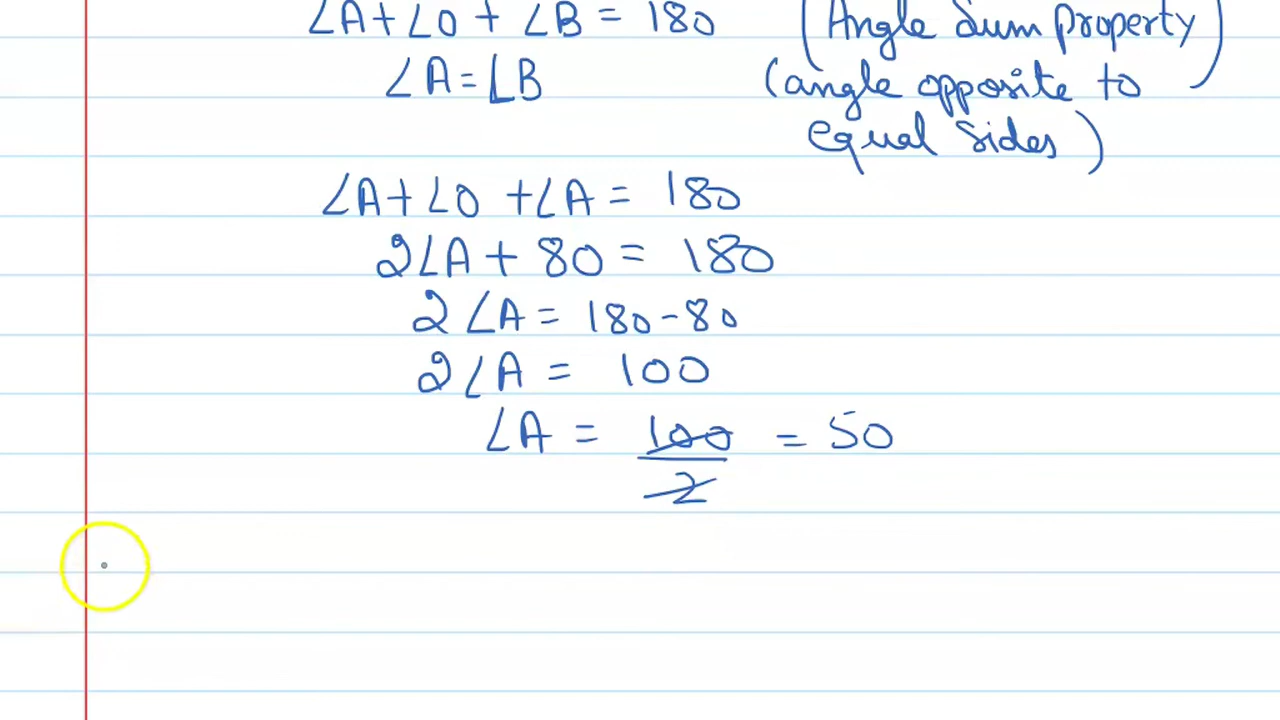 ∠A+∠O + ∠B = 180 (Angle Sum Property)
∠A=∠B (angle opposite to
equal sides)
∠A+∠O +∠A = 180
2∠A + 80 = 180
2∠A = 180-80
2∠A = 100
∠A = 100/2 = 50